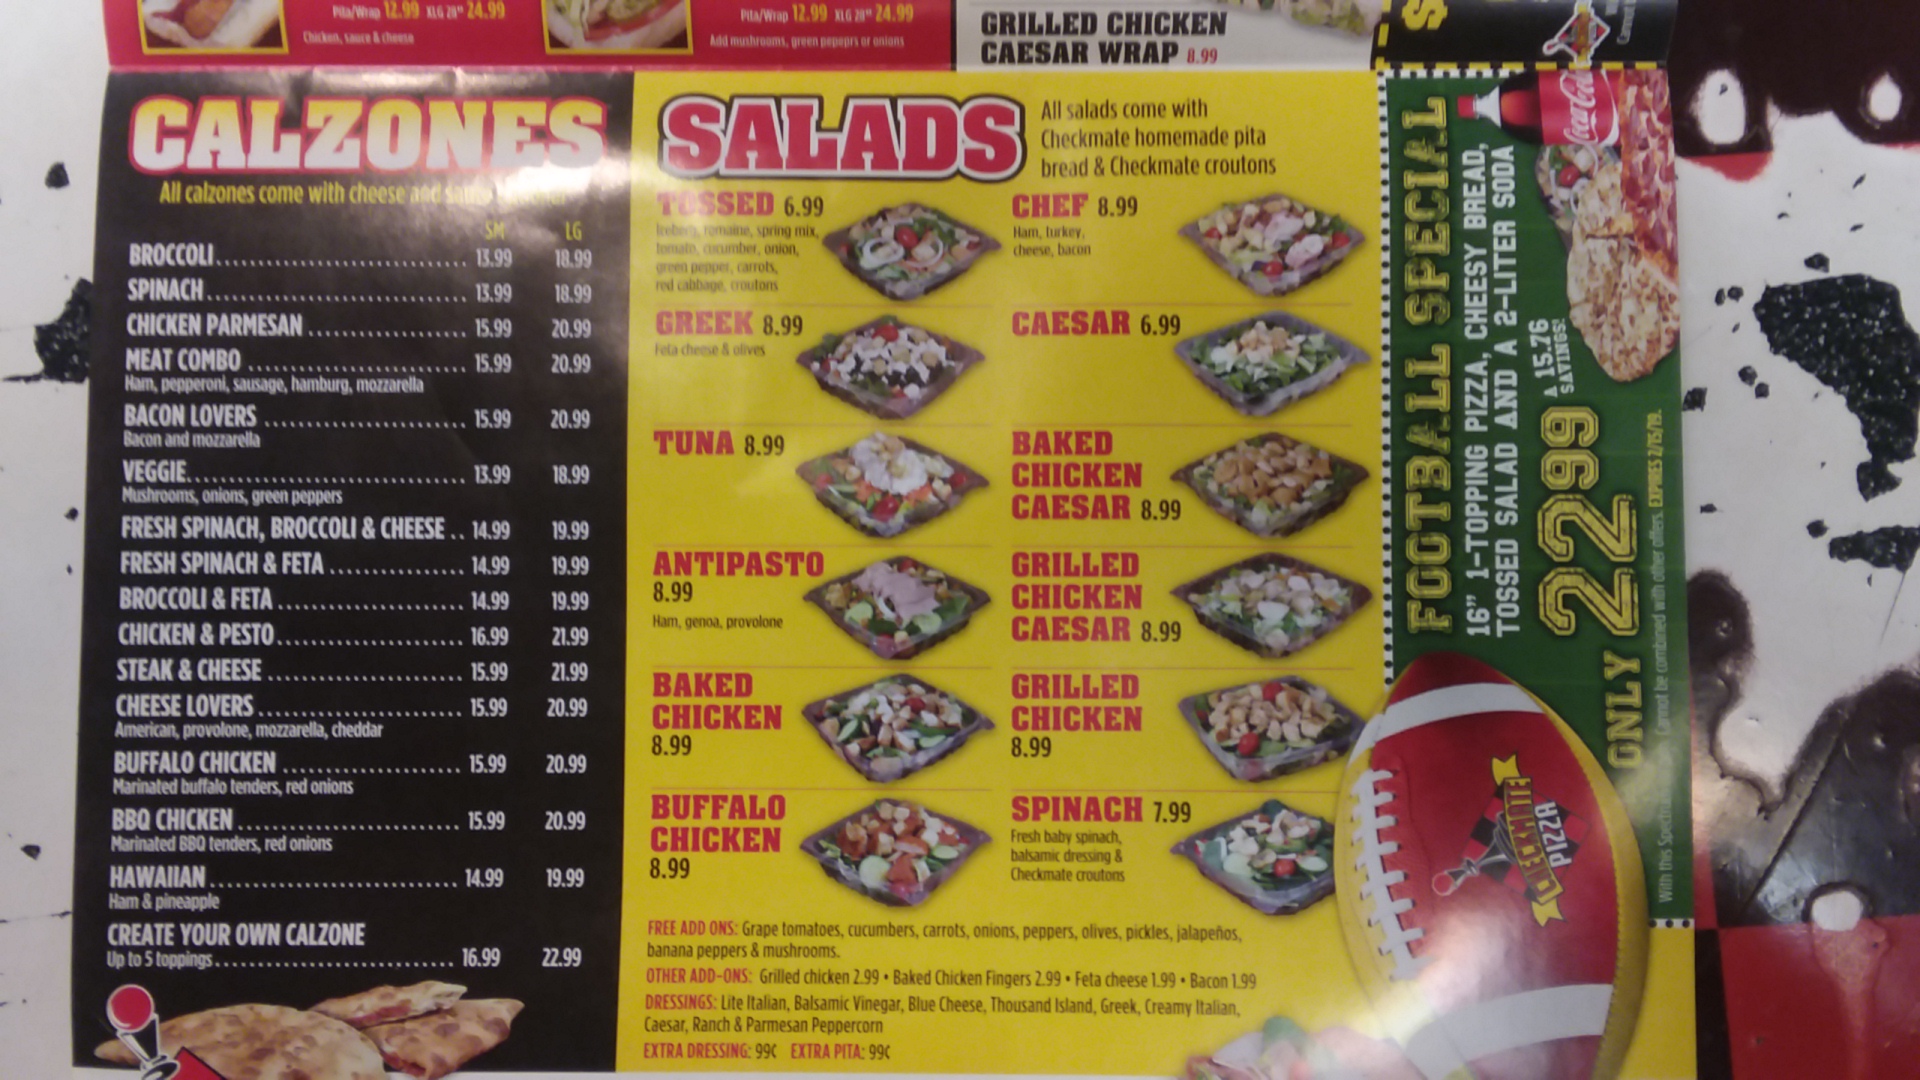 Pita/Wrap 12.99 XLG 28" 24.99
Chicken, sauce & cheese
Pita/Wrap 12.99 XLG 28" 24.99
Add mushrooms, green pepeprs or onions
GRILLED CHICKEN
CAESAR WRAP 8.99
CALZONES
All calzones come with cheese and
SM LG
BROCCOLI 13.99 18.99
SPINACH 13.99 18.99
CHICKEN PARMESAN 15.99 20.99
MEAT COMBO 15.99 20.99
Ham, pepperoni, sausage, hamburg, mozzarella
BACON LOVERS 15.99 20.99
Bacon and mozzarella
VEGGIE 13.99 18.99
Mushrooms, onions, green peppers
FRESH SPINACH, BROCCOLI & CHEESE 14.99 19.99
FRESH SPINACH & FETA 14.99 19.99
BROCCOLI & FETA 14.99 19.99
CHICKEN & PESTO 16.99 21.99
STEAK & CHEESE 15.99 21.99
CHEESE LOVERS 15.99 20.99
American, provolone, mozzarella, cheddar
BUFFALO CHICKEN 15.99 20.99
Marinated buffalo tenders, red onions
BBQ CHICKEN 15.99 20.99
Marinated BBQ tenders, red onions
HAWAIIAN 14.99 19.99
Ham & pineapple
CREATE YOUR OWN CALZONE
Up to 5 toppings 16.99 22.99
SALADS
All salads come with
Checkmate homemade pita
bread & Checkmate croutons
TOSSED 6.99
Iceberg, romaine, spring mix,
tomato, cucumber, onion,
green pepper, carrots,
red cabbage, croutons
GREEK 8.99
Feta cheese & olives
TUNA 8.99
ANTIPASTO
8.99
Ham, genoa, provolone
BAKED
CHICKEN
8.99
BUFFALO
CHICKEN
8.99
CHEF 8.99
Ham, turkey,
cheese, bacon
CAESAR 6.99
BAKED
CHICKEN
CAESAR 8.99
GRILLED
CHICKEN
CAESAR 8.99
GRILLED
CHICKEN
8.99
SPINACH 7.99
Fresh baby spinach,
balsamic dressing &
Checkmate croutons
FREE ADD ONS: Grape tomatoes, cucumbers, carrots, onions, peppers, olives, pickles, jalapeños,
banana peppers & mushrooms.
OTHER ADD-ONS: Grilled chicken 2.99 • Baked Chicken Fingers 2.99 • Feta cheese 1.99 • Bacon 1.99
DRESSINGS: Lite Italian, Balsamic Vinegar, Blue Cheese, Thousand Island, Greek, Creamy Italian,
Caesar, Ranch & Parmesan Peppercorn
EXTRA DRESSING: 99¢ EXTRA PITA: 99¢
FOOTBALL SPECIAL
16" 1-TOPPING PIZZA, CHEESY BREAD,
TOSSED SALAD AND A 2-LITER SODA
ONLY 2299
A 15.76
SAVINGS!
With this Special Cannot be combined with other offers. EXPIRES 2/15/19.
Coca-Cola
CHECKMATE
PIZZA